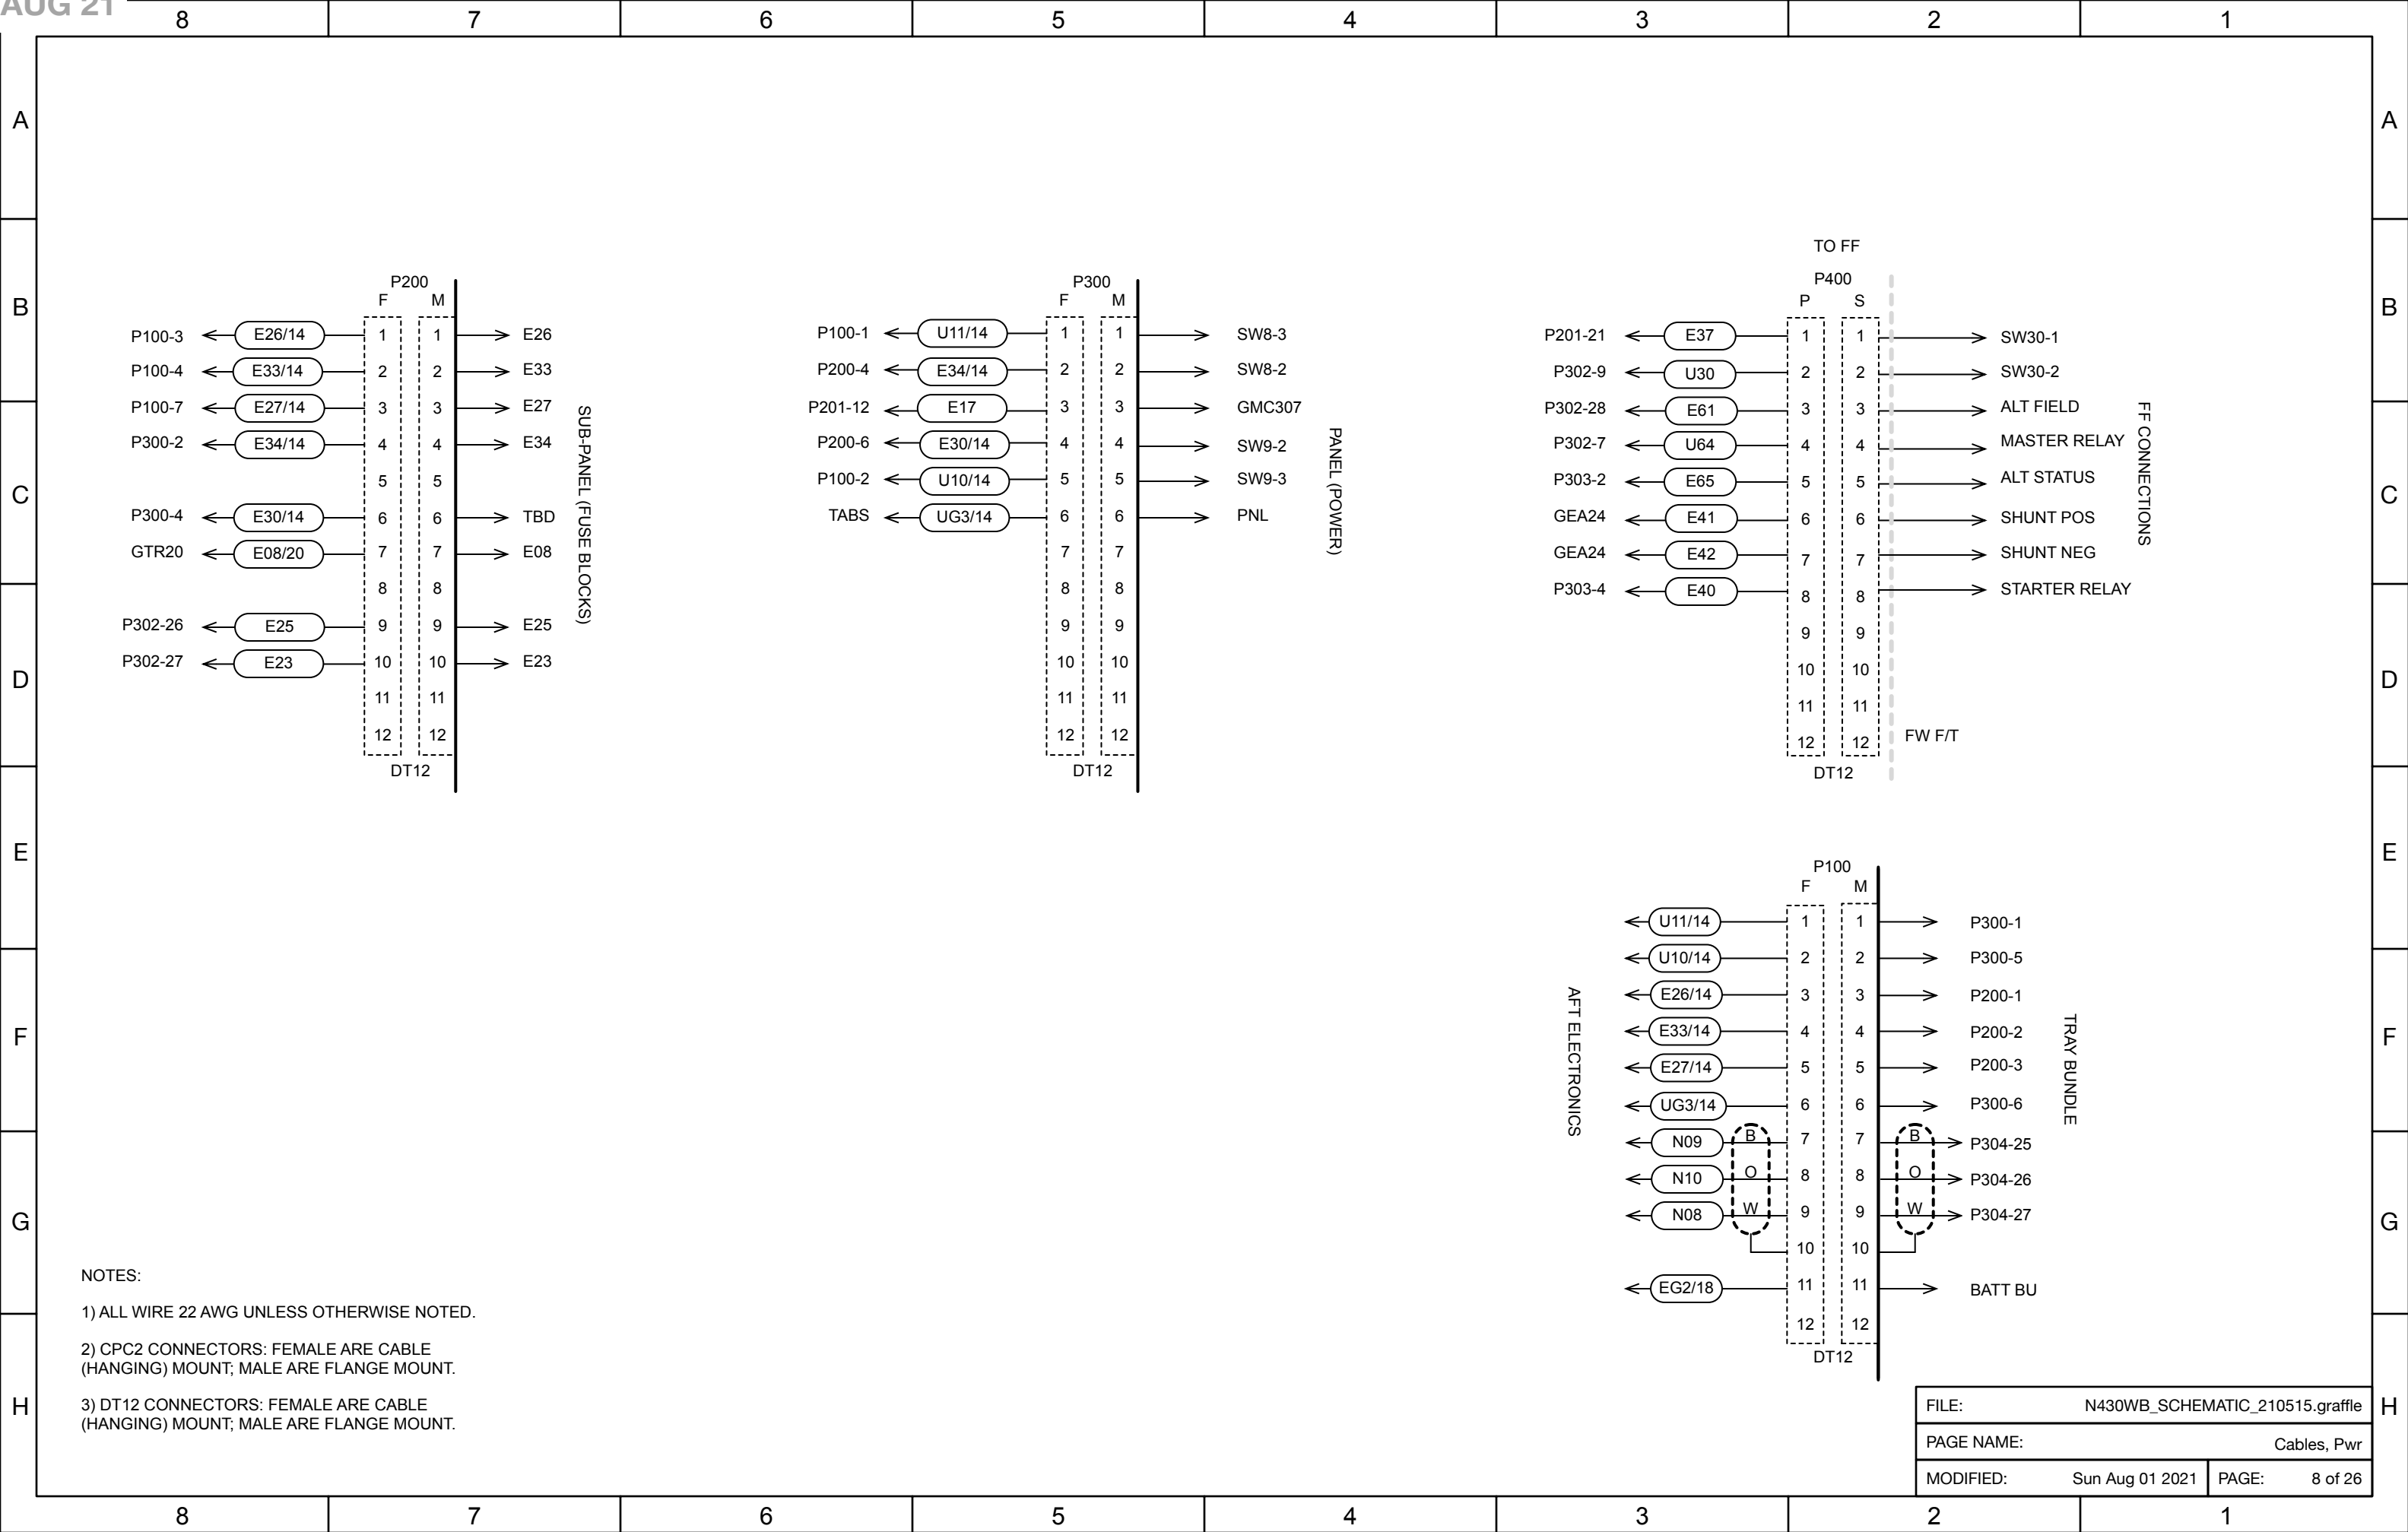 AUG 21
8 7 6 5 4 3 2 1
A A
B B
C C
D D
E E
F F
G G
H H
P200
F M
P100-3 E26/14 1 1 E26
P100-4 E33/14 2 2 E33
P100-7 E27/14 3 3 E27
P300-2 E34/14 4 4 E34
5 5
P300-4 E30/14 6 6 TBD
GTR20 E08/20 7 7 E08
8 8
P302-26 E25 9 9 E25
P302-27 E23 10 10 E23
11 11
12 12
DT12
SUB-PANEL (FUSE BLOCKS)
P300
F M
P100-1 U11/14 1 1 SW8-3
P200-4 E34/14 2 2 SW8-2
P201-12 E17 3 3 GMC307
P200-6 E30/14 4 4 SW9-2
P100-2 U10/14 5 5 SW9-3
TABS UG3/14 6 6 PNL
7 7
8 8
9 9
10 10
11 11
12 12
DT12
PANEL (POWER)
TO FF
P400
P S
P201-21 E37 1 1 SW30-1
P302-9 U30 2 2 SW30-2
P302-28 E61 3 3 ALT FIELD
P302-7 U64 4 4 MASTER RELAY
P303-2 E65 5 5 ALT STATUS
GEA24 E41 6 6 SHUNT POS
GEA24 E42 7 7 SHUNT NEG
P303-4 E40 8 8 STARTER RELAY
9 9
10 10
11 11
12 12 FW F/T
DT12
FF CONNECTIONS
P100
F M
U11/14 1 1 P300-1
U10/14 2 2 P300-5
E26/14 3 3 P200-1
E33/14 4 4 P200-2
E27/14 5 5 P200-3
UG3/14 6 6 P300-6
N09 B 7 7 B P304-25
N10 O 8 8 O P304-26
N08 W 9 9 W P304-27
10 10
EG2/18 11 11 BATT BU
12 12
DT12
AFT ELECTRONICS
TRAY BUNDLE
NOTES:
1) ALL WIRE 22 AWG UNLESS OTHERWISE NOTED.
2) CPC2 CONNECTORS: FEMALE ARE CABLE
(HANGING) MOUNT; MALE ARE FLANGE MOUNT.
3) DT12 CONNECTORS: FEMALE ARE CABLE
(HANGING) MOUNT; MALE ARE FLANGE MOUNT.
FILE: N430WB_SCHEMATIC_210515.graffle
PAGE NAME: Cables, Pwr
MODIFIED: Sun Aug 01 2021 PAGE: 8 of 26
8 7 6 5 4 3 2 1